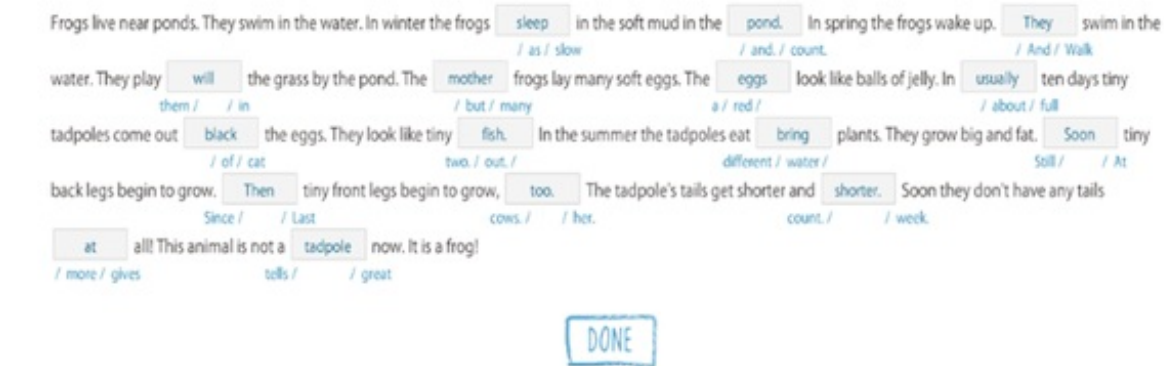 Frogs live near ponds. They swim in the water. In winter the frogs sleep in the soft mud in the pond. In spring the frogs wake up. They swim in the
/ as / slow / and. / count. / And / Walk
water. They play will the grass by the pond. The mother frogs lay many soft eggs. The eggs look like balls of jelly. In usually ten days tiny
them / / in / but / many a / red / / about / full
tadpoles come out black the eggs. They look like tiny fish. In the summer the tadpoles eat bring plants. They grow big and fat. Soon tiny
/ of / cat two. / out. / different / water / Still / / At
back legs begin to grow. Then tiny front legs begin to grow, too. The tadpole's tails get shorter and shorter. Soon they don't have any tails
Since / / Last cows. / / her. count. / / week.
at all! This animal is not a tadpole now. It is a frog!
/ more / gives tells / / great
DONE